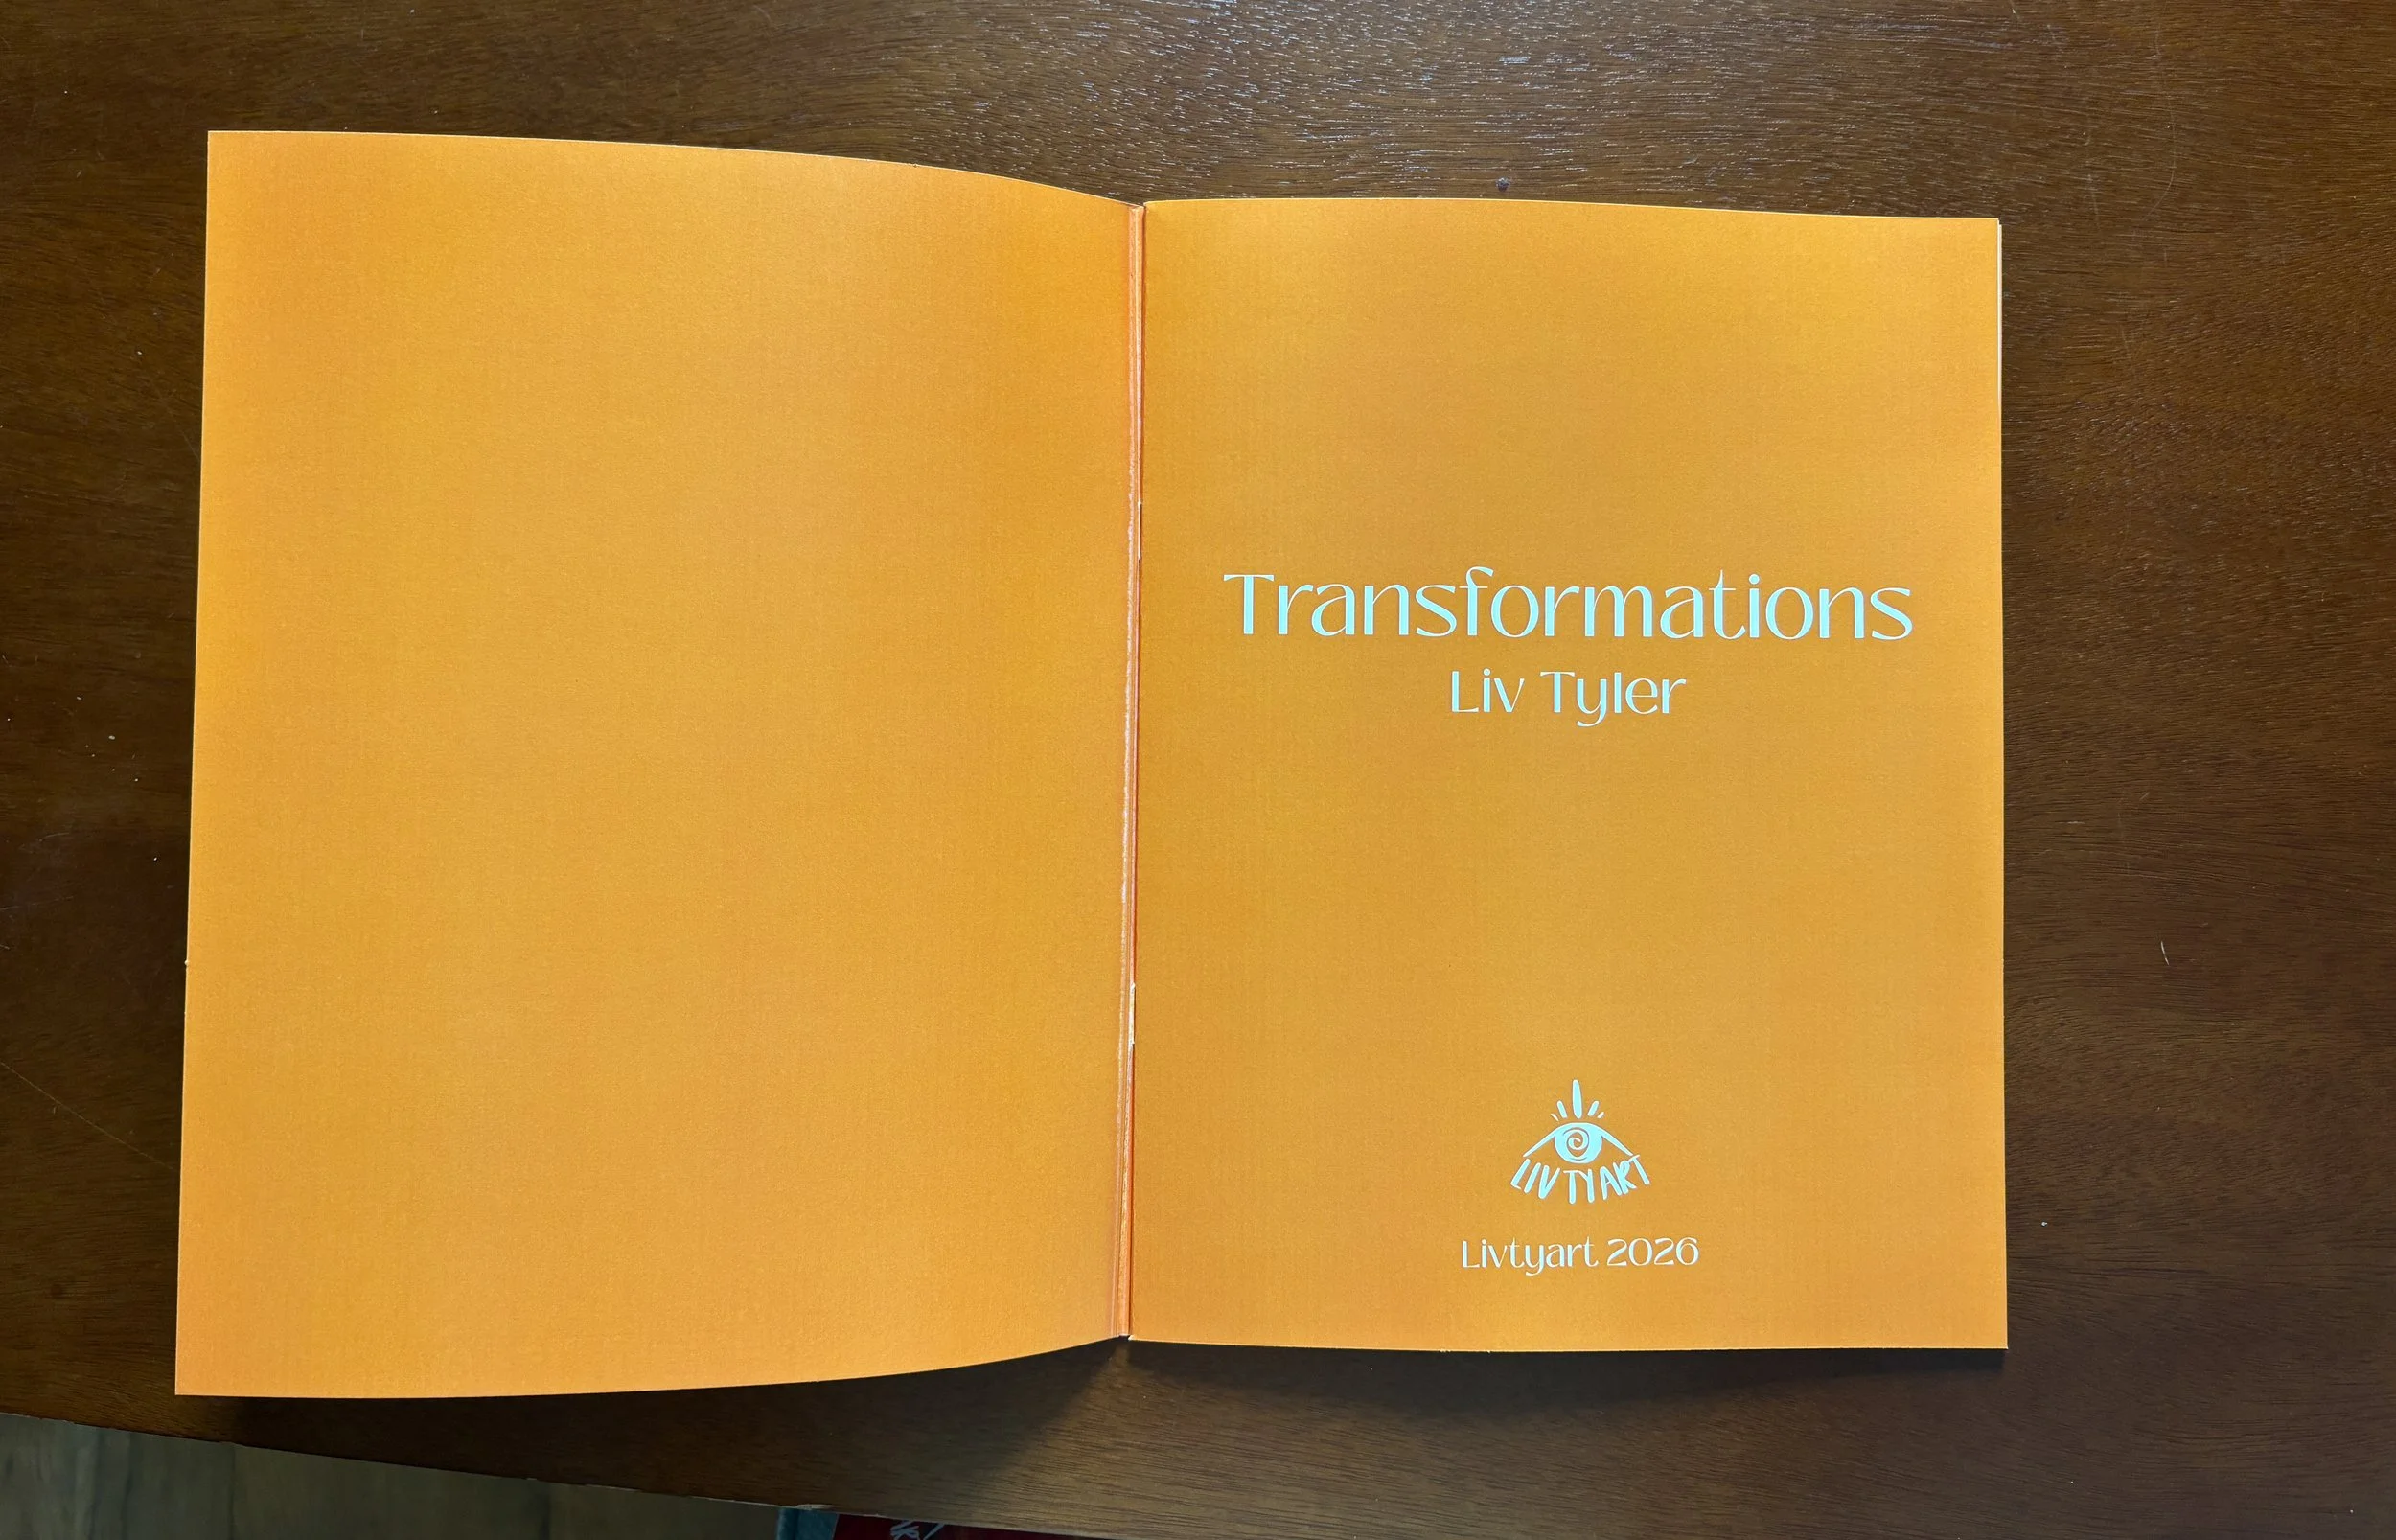 Transformations
Liv Tyler
LIVTYART
Livtyart 2026